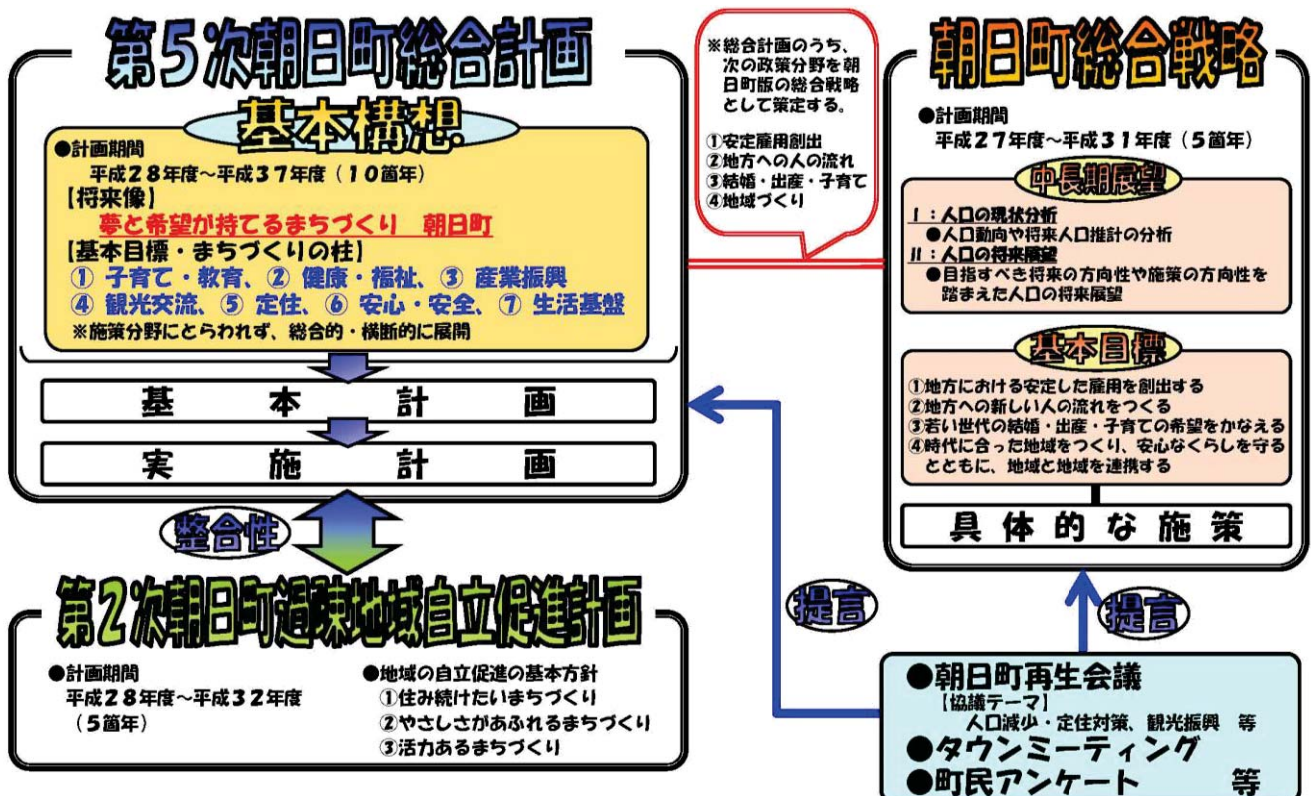 第5次朝日町総合計画
基本構想
●計画期間
平成28年度～平成37年度(10箇年)
【将来像】
夢と希望が持てるまちづくり 朝日町
【基本目標・まちづくりの柱】
① 子育て・教育、② 健康・福祉、③ 産業振興
④ 観光交流、⑤ 定住、⑥ 安心・安全、⑦ 生活基盤
※施策分野にとらわれず、総合的・横断的に展開
基本計画
実施計画
整合性
第2次朝日町過疎地域自立促進計画
●計画期間
平成28年度～平成32年度
(5箇年)
●地域の自立促進の基本方針
①住み続けたいまちづくり
②やさしさがあふれるまちづくり
③活力あるまちづくり
※総合計画のうち、
次の政策分野を朝
日町版の総合戦略
として策定する。
①安定雇用創出
②地方への人の流れ
③結婚・出産・子育て
④地域づくり
朝日町総合戦略
●計画期間
平成27年度～平成31年度(5箇年)
中長期展望
Ⅰ:人口の現状分析
●人口動向や将来人口推計の分析
Ⅱ:人口の将来展望
●目指すべき将来の方向性や施策の方向性を
踏まえた人口の将来展望
基本目標
①地方における安定した雇用を創出する
②地方への新しい人の流れをつくる
③若い世代の結婚・出産・子育ての希望をかなえる
④時代に合った地域をつくり、安心なくらしを守る
とともに、地域と地域を連携する
具体的な施策
提言
提言
●朝日町再生会議
【協議テーマ】
人口減少・定住対策、観光振興 等
●タウンミーティング
●町民アンケート 等